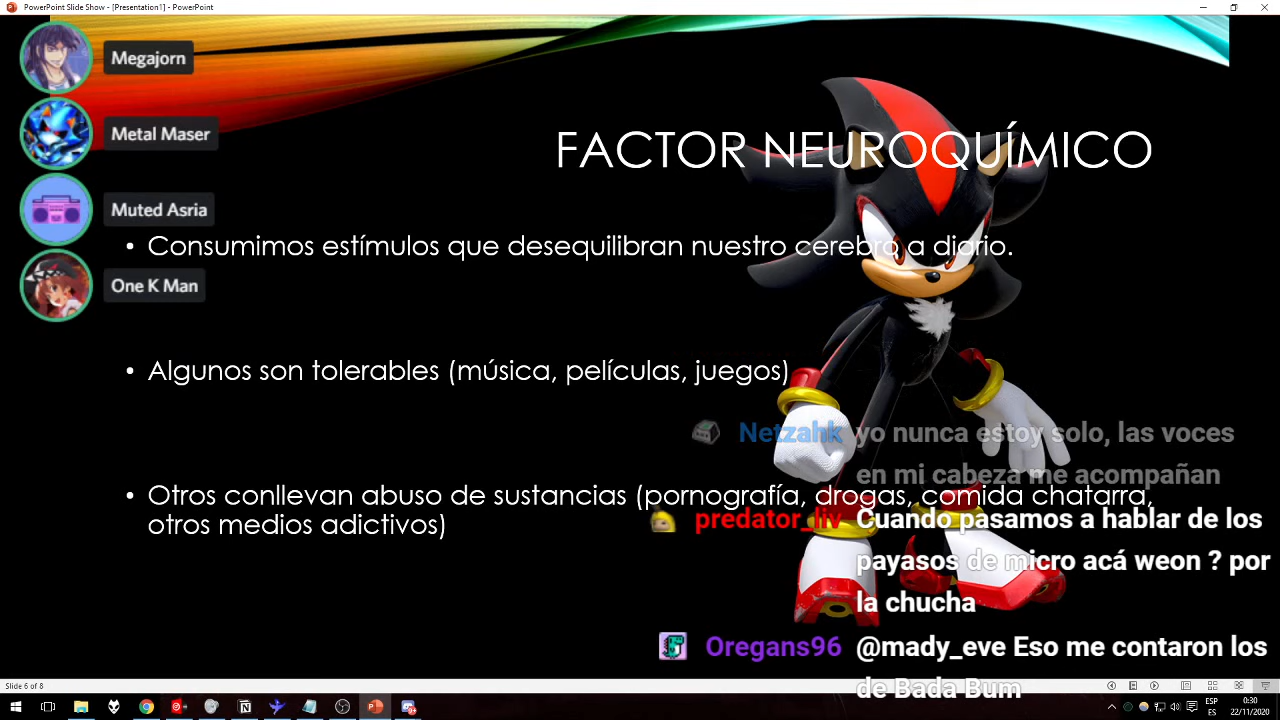 PowerPoint Slide Show - [Presentation1] - PowerPoint
Megajorn
Metal Maser
Muted Asria
One K Man
FACTOR NEUROQUÍMICO
• Consumimos estímulos que desequilibran nuestro cerebro a diario.
• Algunos son tolerables (música, películas, juegos)
• Otros conllevan abuso de sustancias (pornografía, drogas, comida chatarra,
otros medios adictivos)
Netzahk yo nunca estoy solo, las voces
en mi cabeza me acompañan
predator_liv Cuando pasamos a hablar de los
payasos de micro acá weon ? por
la chucha
Oregans96 @mady_eve Eso me contaron los
de Bada Bum
Slide 6 of 8
ESP
ES
0:30
22/11/2020